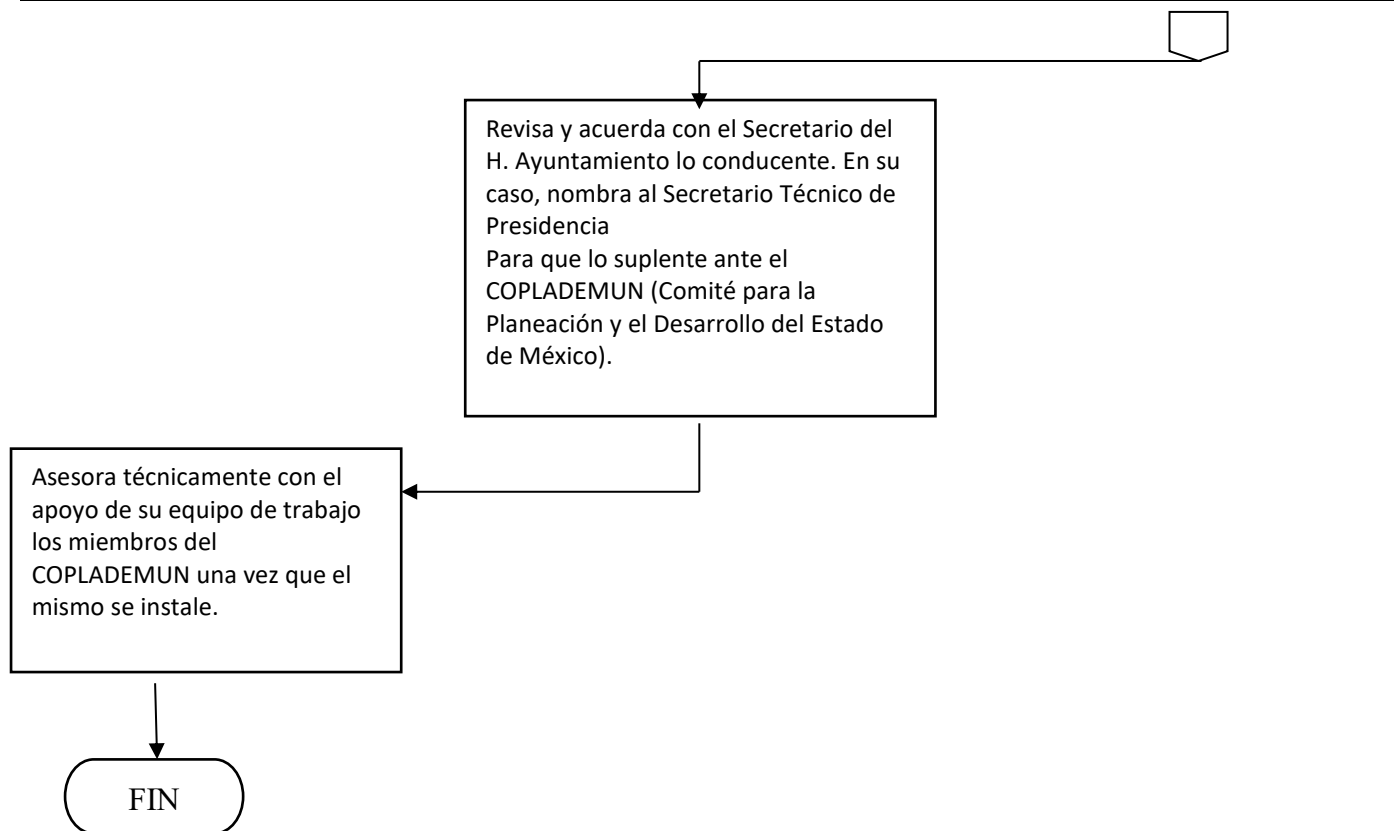 Revisa y acuerda con el Secretario del
H. Ayuntamiento lo conducente. En su
caso, nombra al Secretario Técnico de
Presidencia
Para que lo suplente ante el
COPLADEMUN (Comité para la
Planeación y el Desarrollo del Estado
de México).
Asesora técnicamente con el
apoyo de su equipo de trabajo
los miembros del
COPLADEMUN una vez que el
mismo se instale.
FIN